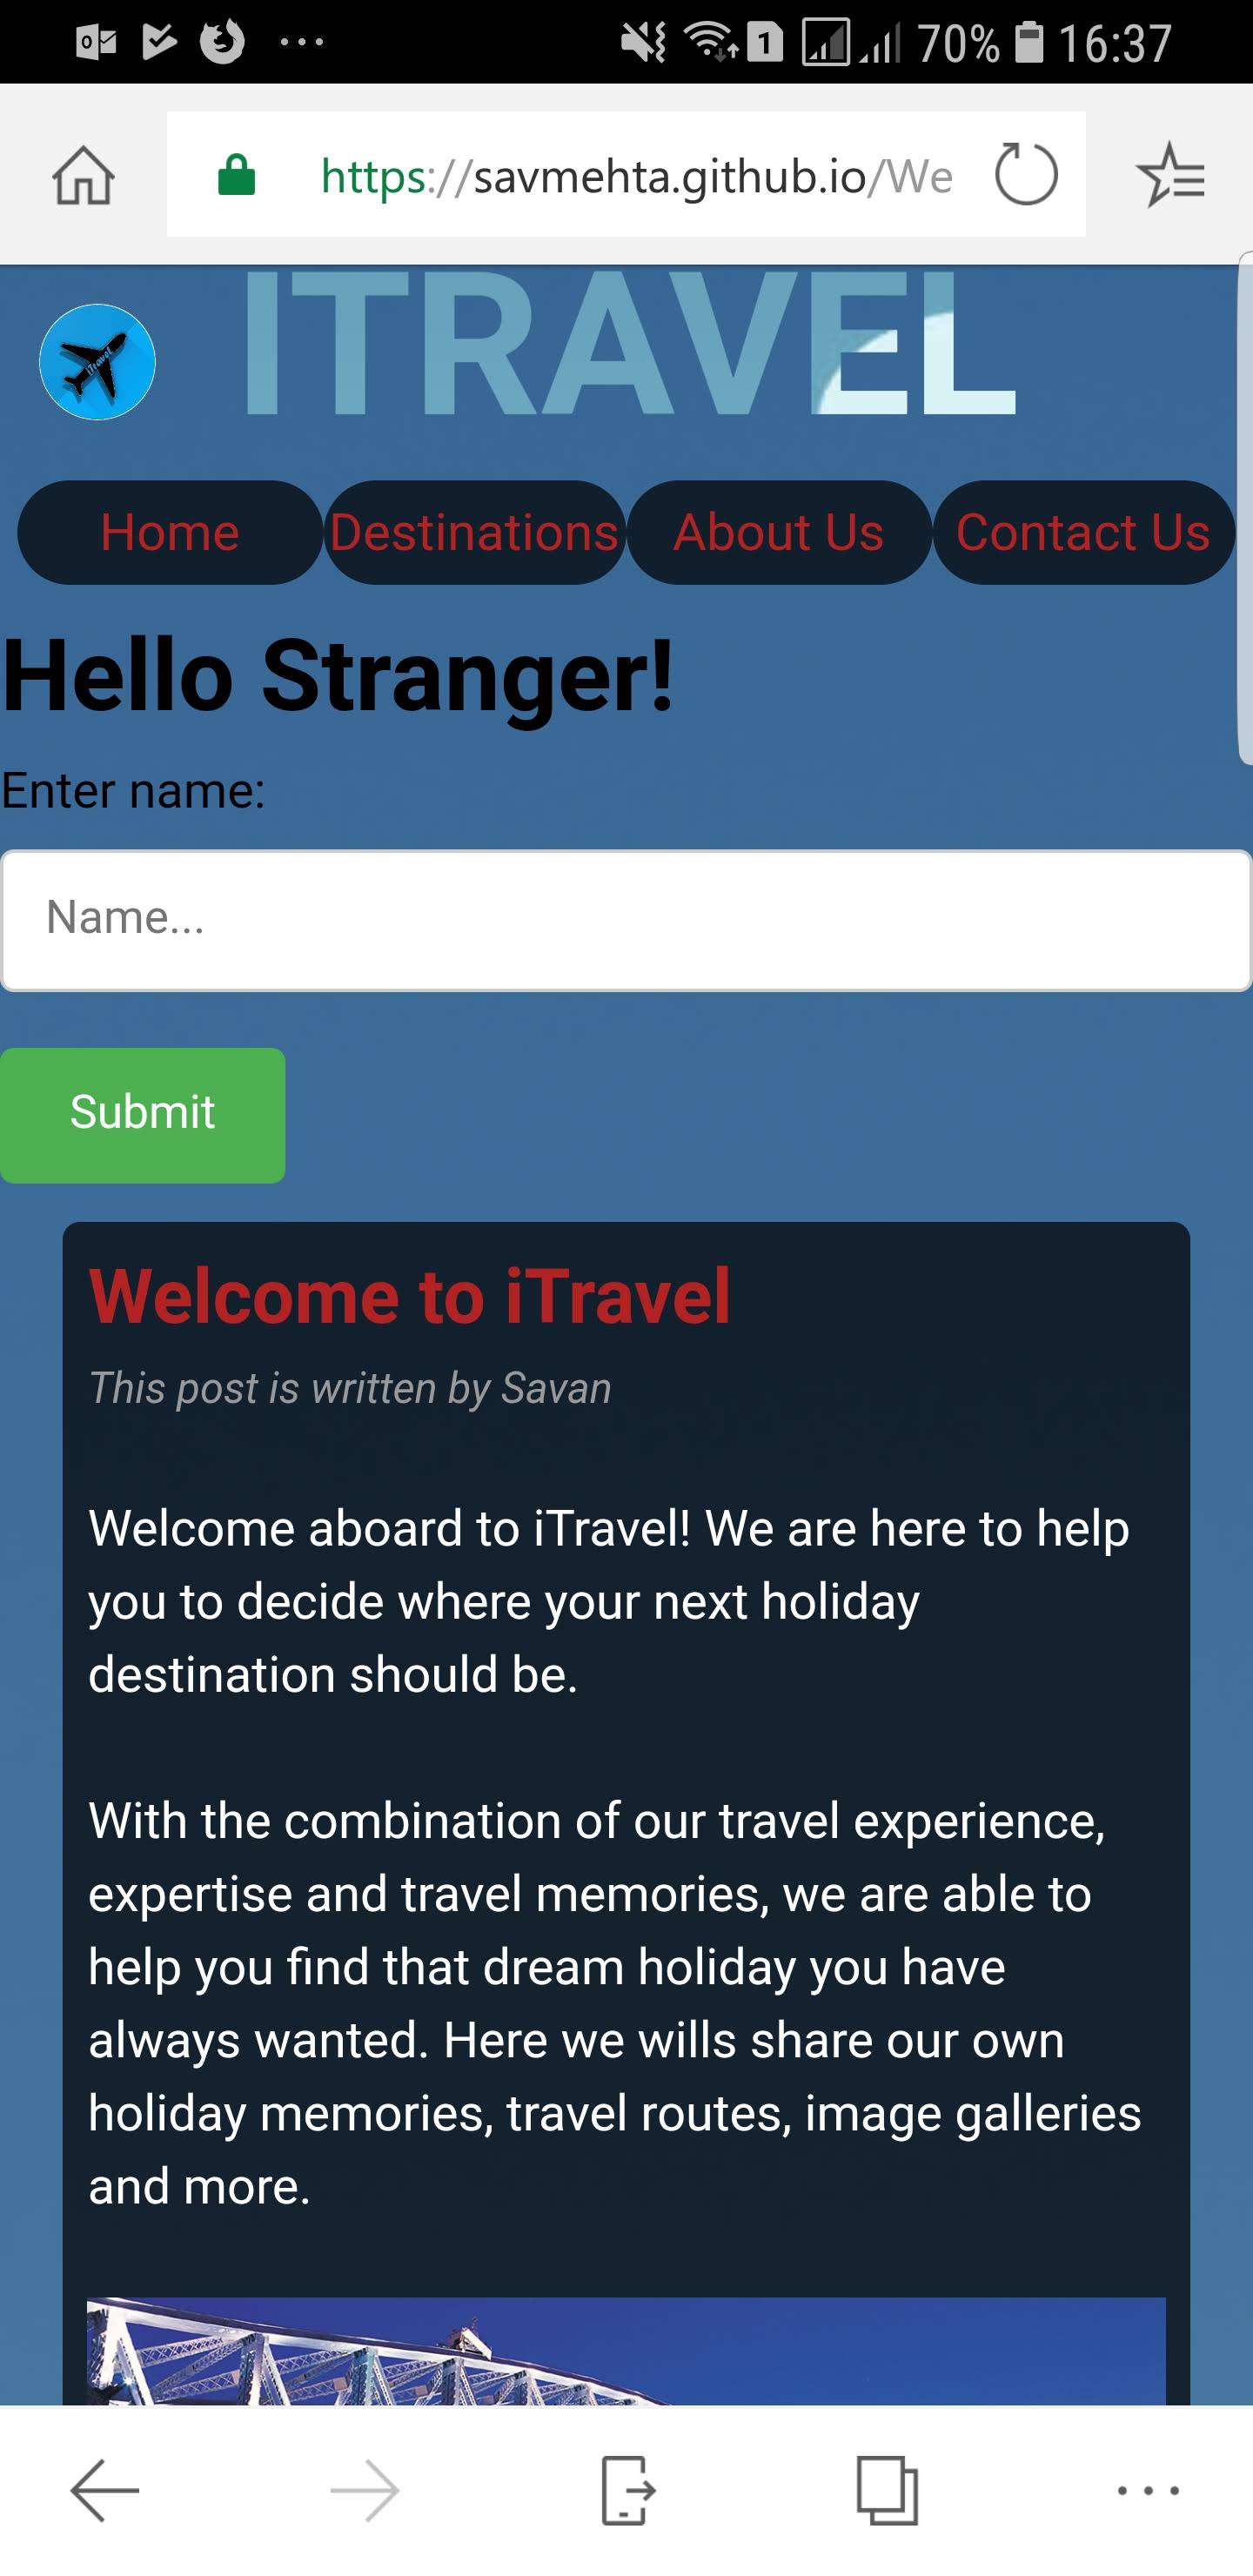 70% 16:37
1
https://savmehta.github.io/We
ITRAVEL
iTravel
Home Destinations About Us Contact Us
Hello Stranger!
Enter name:
Name...
Submit
Welcome to iTravel
This post is written by Savan
Welcome aboard to iTravel! We are here to help
you to decide where your next holiday
destination should be.
With the combination of our travel experience,
expertise and travel memories, we are able to
help you find that dream holiday you have
always wanted. Here we wills share our own
holiday memories, travel routes, image galleries
and more.